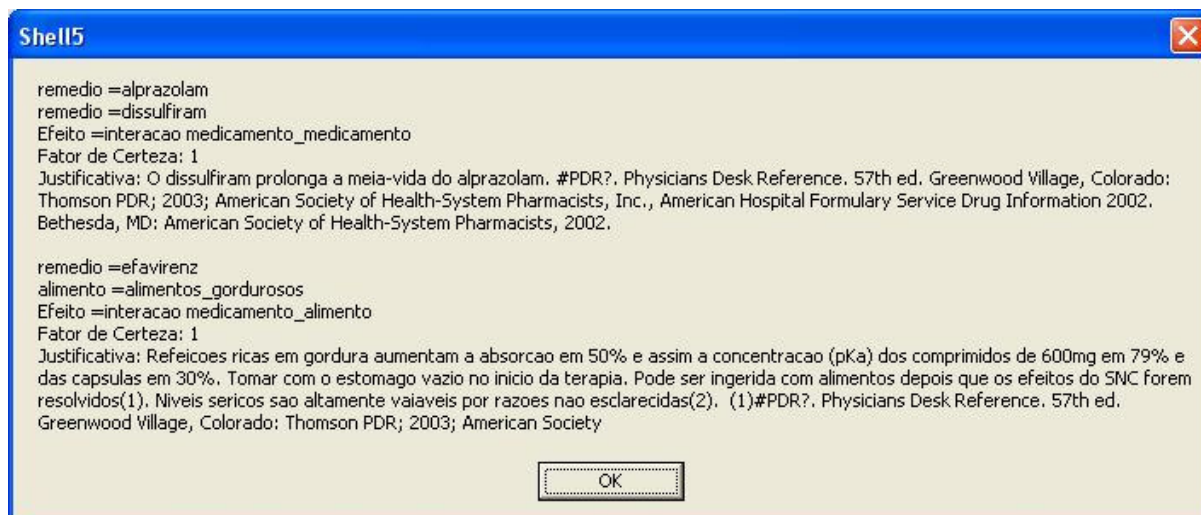 Shell5
remedio =alprazolam
remedio =dissulfiram
Efeito =interacao medicamento_medicamento
Fator de Certeza: 1
Justificativa: O dissulfiram prolonga a meia-vida do alprazolam. #PDR?. Physicians Desk Reference. 57th ed. Greenwood Village, Colorado:
Thomson PDR; 2003; American Society of Health-System Pharmacists, Inc., American Hospital Formulary Service Drug Information 2002.
Bethesda, MD: American Society of Health-System Pharmacists, 2002.
remedio =efavirenz
alimento =alimentos_gordurosos
Efeito =interacao medicamento_alimento
Fator de Certeza: 1
Justificativa: Refeicoes ricas em gordura aumentam a absorcao em 50% e assim a concentracao (pKa) dos comprimidos de 600mg em 79% e
das capsulas em 30%. Tomar com o estomago vazio no inicio da terapia. Pode ser ingerida com alimentos depois que os efeitos do SNC forem
resolvidos(1). Niveis sericos sao altamente vaiaveis por razoes nao esclarecidas(2).  (1)#PDR?. Physicians Desk Reference. 57th ed.
Greenwood Village, Colorado: Thomson PDR; 2003; American Society
OK